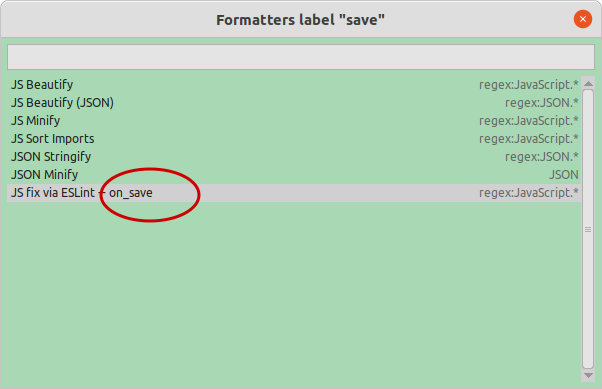 Formatters label "save"
JS Beautify regex:JavaScript.*
JS Beautify (JSON) regex:JSON.*
JS Minify regex:JavaScript.*
JS Sort Imports regex:JavaScript.*
JSON Stringify regex:JSON.*
JSON Minify JSON
JS fix via ESLint - on_save regex:JavaScript.*